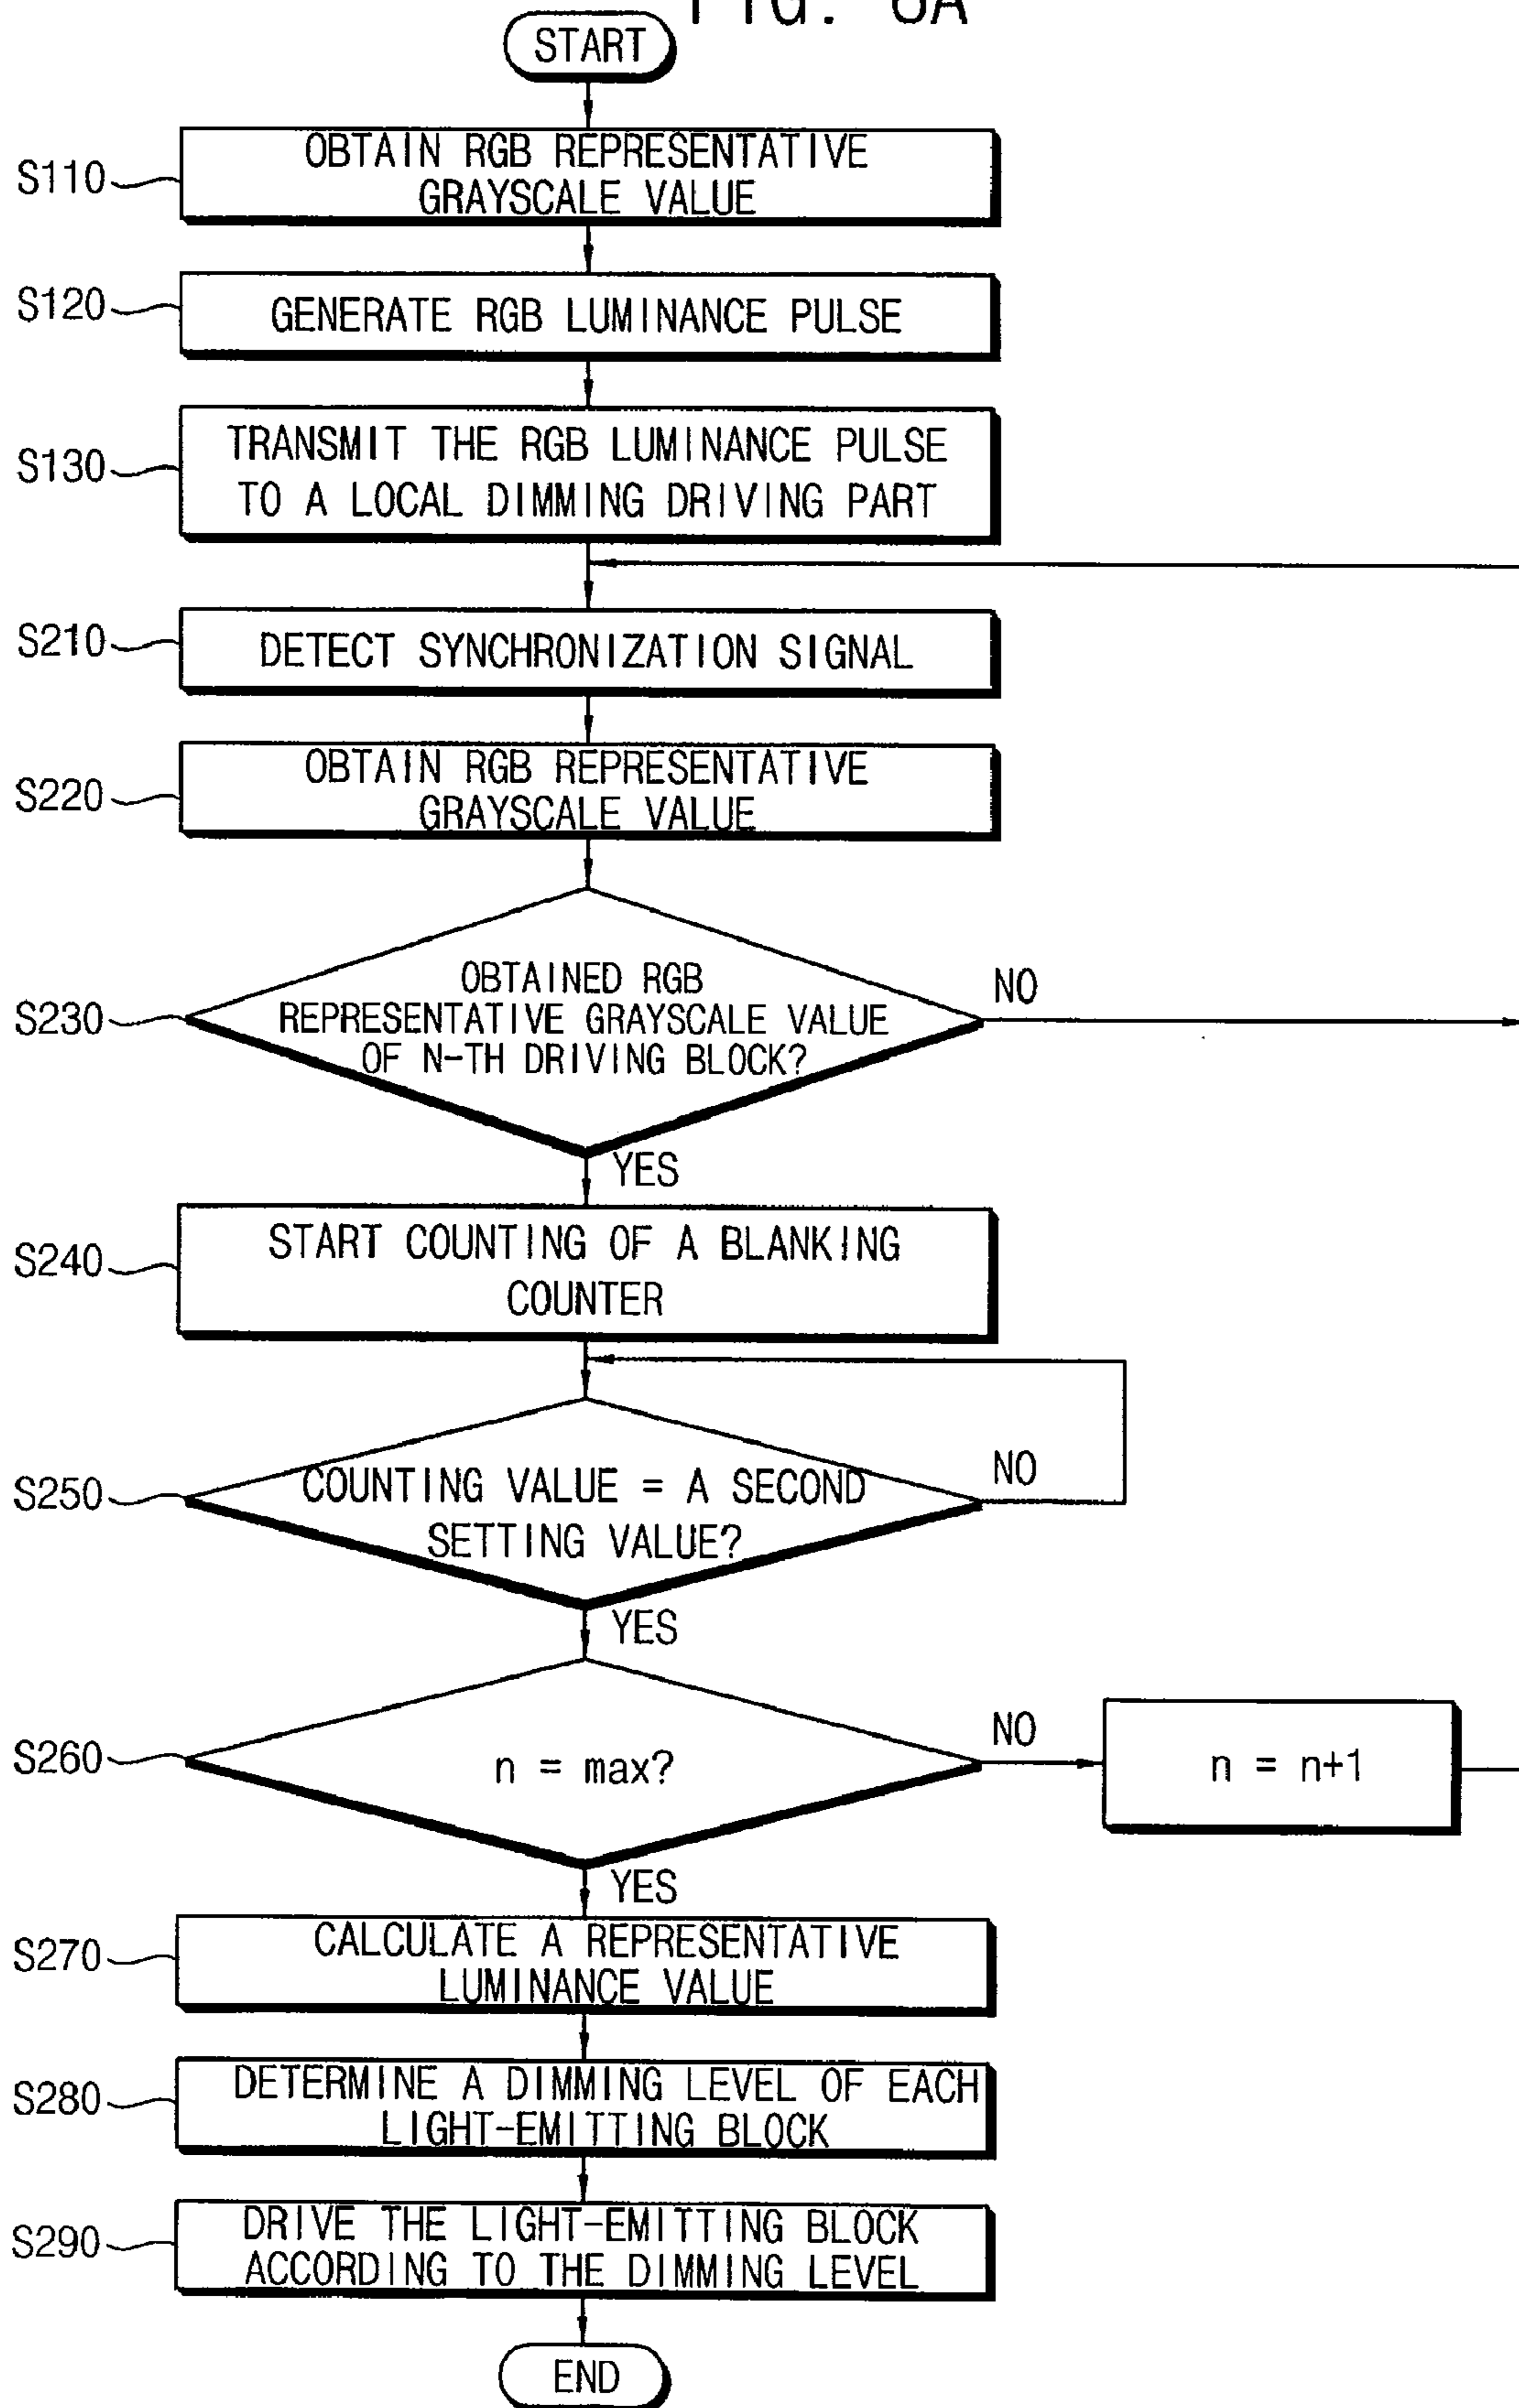 FIG. 6A
START
S110
OBTAIN RGB REPRESENTATIVE
GRAYSCALE VALUE
S120
GENERATE RGB LUMINANCE PULSE
S130
TRANSMIT THE RGB LUMINANCE PULSE
TO A LOCAL DIMMING DRIVING PART
S210
DETECT SYNCHRONIZATION SIGNAL
S220
OBTAIN RGB REPRESENTATIVE
GRAYSCALE VALUE
S230
OBTAINED RGB
REPRESENTATIVE GRAYSCALE VALUE
OF N-TH DRIVING BLOCK?
NO
YES
S240
START COUNTING OF A BLANKING
COUNTER
S250
COUNTING VALUE = A SECOND
SETTING VALUE?
NO
YES
S260
n = max?
NO
n = n+1
YES
S270
CALCULATE A REPRESENTATIVE
LUMINANCE VALUE
S280
DETERMINE A DIMMING LEVEL OF EACH
LIGHT-EMITTING BLOCK
S290
DRIVE THE LIGHT-EMITTING BLOCK
ACCORDING TO THE DIMMING LEVEL
END